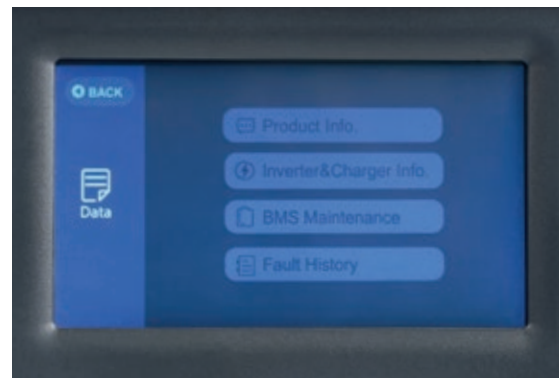 BACK
Data
Product Info.
Inverter&Charger Info.
BMS Maintenance
Fault History